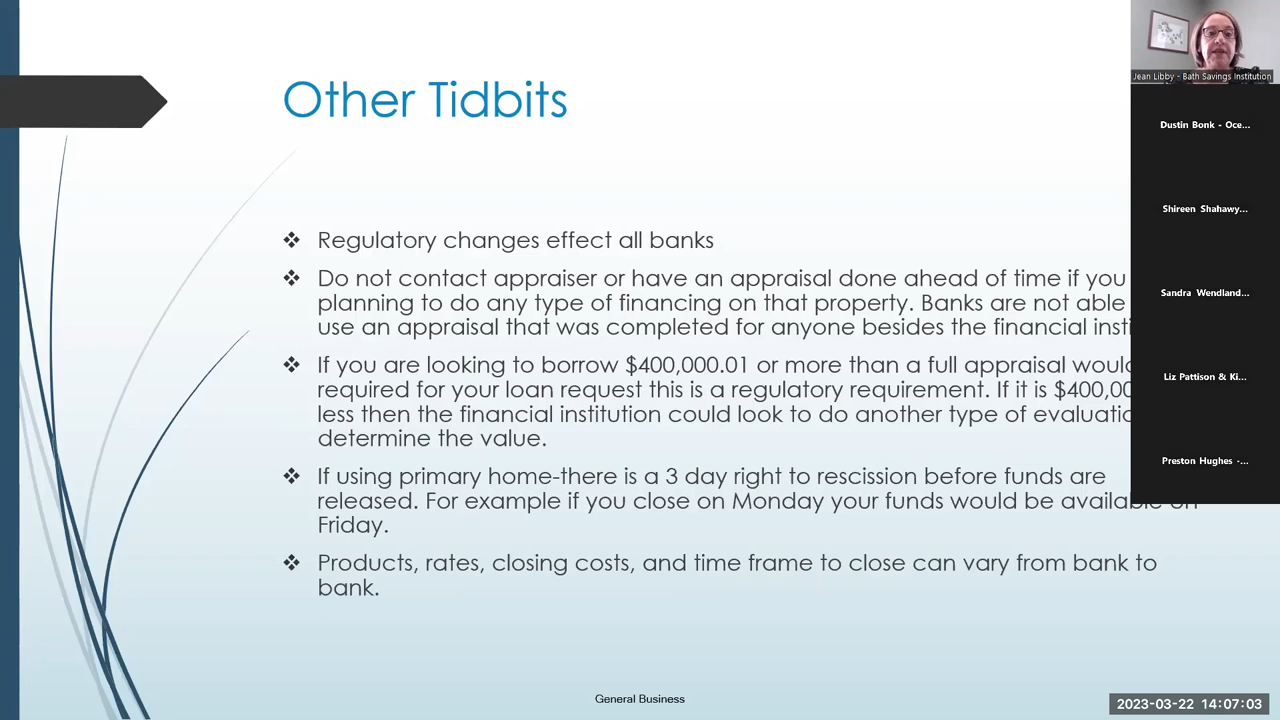 Other Tidbits
Regulatory changes effect all banks
Do not contact appraiser or have an appraisal done ahead of time if you
planning to do any type of financing on that property. Banks are not able
use an appraisal that was completed for anyone besides the financial
If you are looking to borrow $400,000.01 or more than a full appraisal
required for your loan request this is a regulatory requirement. If it is
less then the financial institution could look to do another type of
determine the value.
If using primary home-there is a 3 day right to rescission before funds are
released. For example if you close on Monday your funds would be available on
Friday.
Products, rates, closing costs, and time frame to close can vary from bank to
bank.
General Business
Jean Libby - Bath Savings Institution
Dustin Bonk - Oce...
Shireen Shahawy...
Sandra Wendland...
Liz Pattison & Ki...
Preston Hughes -...
2023-03-22 14:07:03